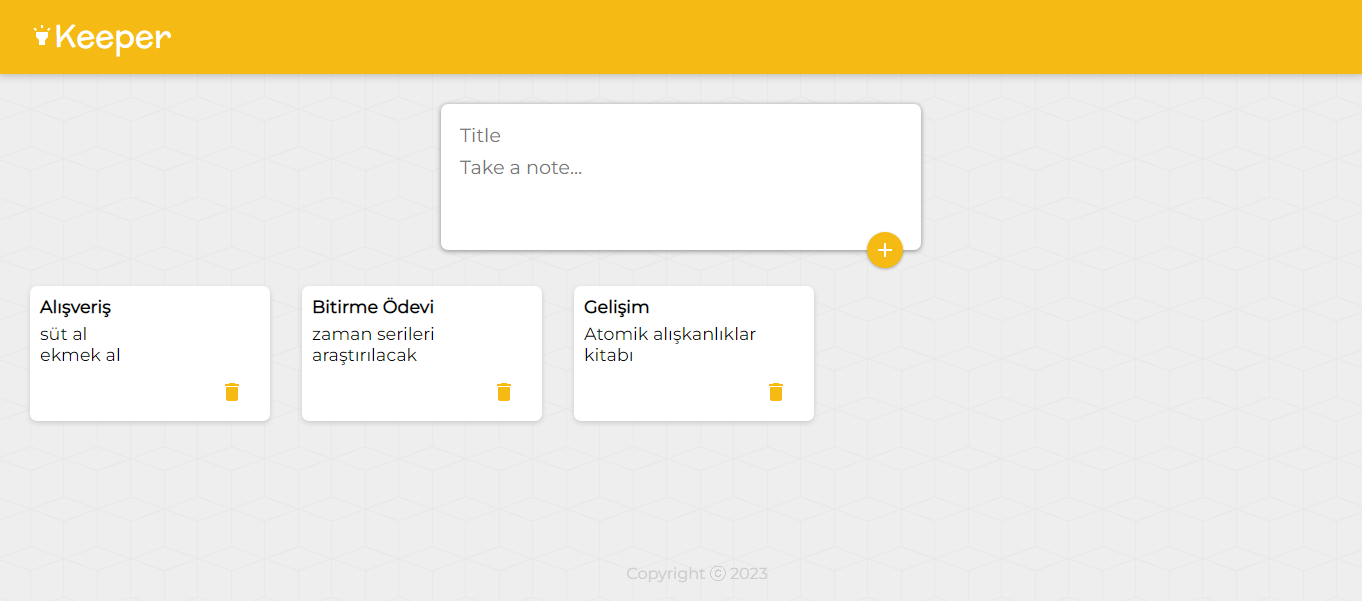 Keeper
Title
Take a note...
Alışveriş
süt al
ekmek al
Bitirme Ödevi
zaman serileri
araştırılacak
Gelişim
Atomik alışkanlıklar
kitabı
Copyright ⓒ 2023